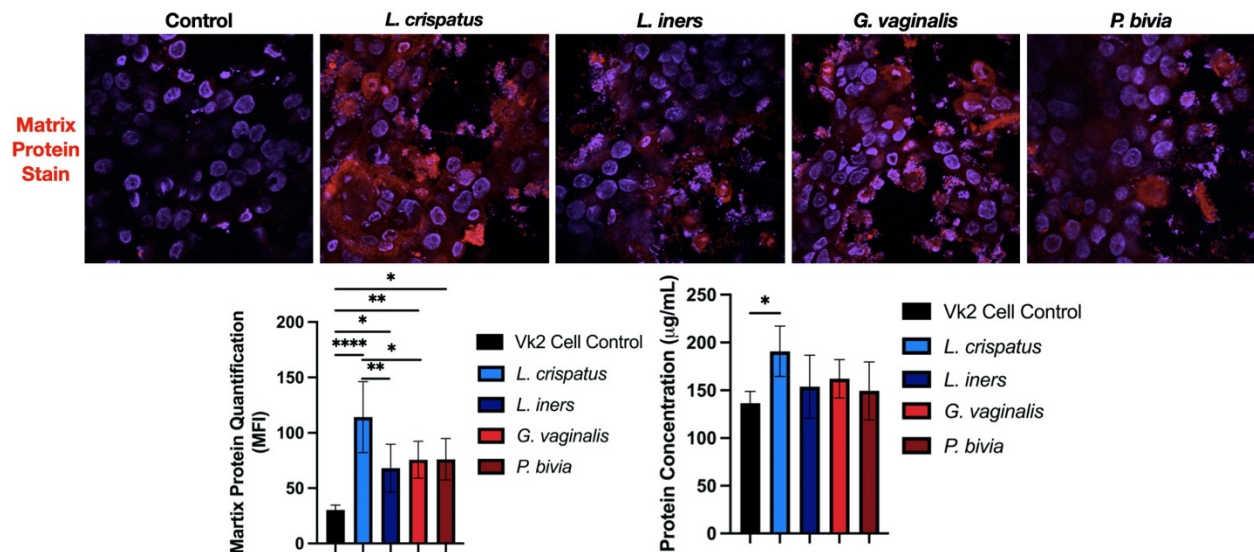 Control
L. crispatus
L. iners
G. vaginalis
P. bivia
Matrix
Protein
Stain
Martix Protein Quantification
(MFI)
200
150
100
50
0
*
**
*
****
*
**
Vk2 Cell Control
L. crispatus
L. iners
G. vaginalis
P. bivia
Protein Concentration (µg/mL)
250
200
150
100
50
0
*
Vk2 Cell Control
L. crispatus
L. iners
G. vaginalis
P. bivia